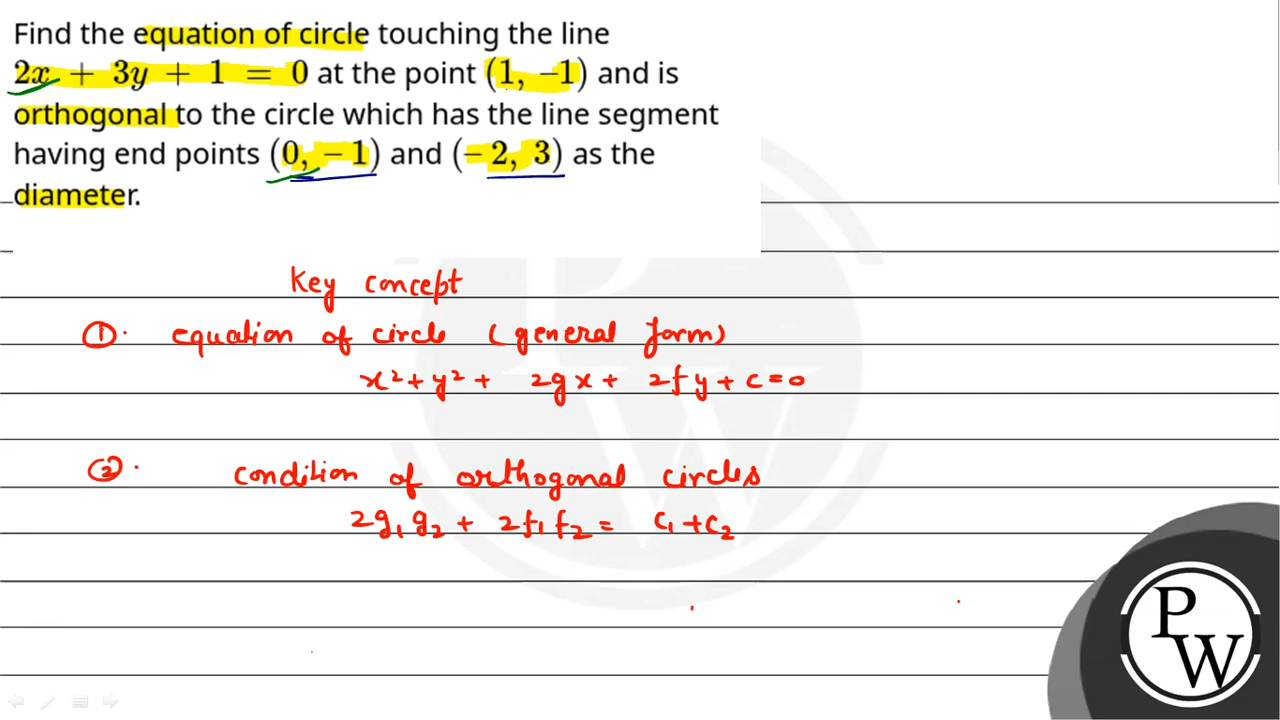 Find the equation of circle touching the line
2x + 3y + 1 = 0 at the point (1, –1) and is
orthogonal to the circle which has the line segment
having end points (0, −1) and (−2, 3) as the
diameter.
Key concept
①. equation of circle (general form)
x² + y² + 2gx + 2fy + c = 0
②. condition of orthogonal circles
2g₁g₂ + 2f₁f₂ = c₁ + c₂
P
W
P
W